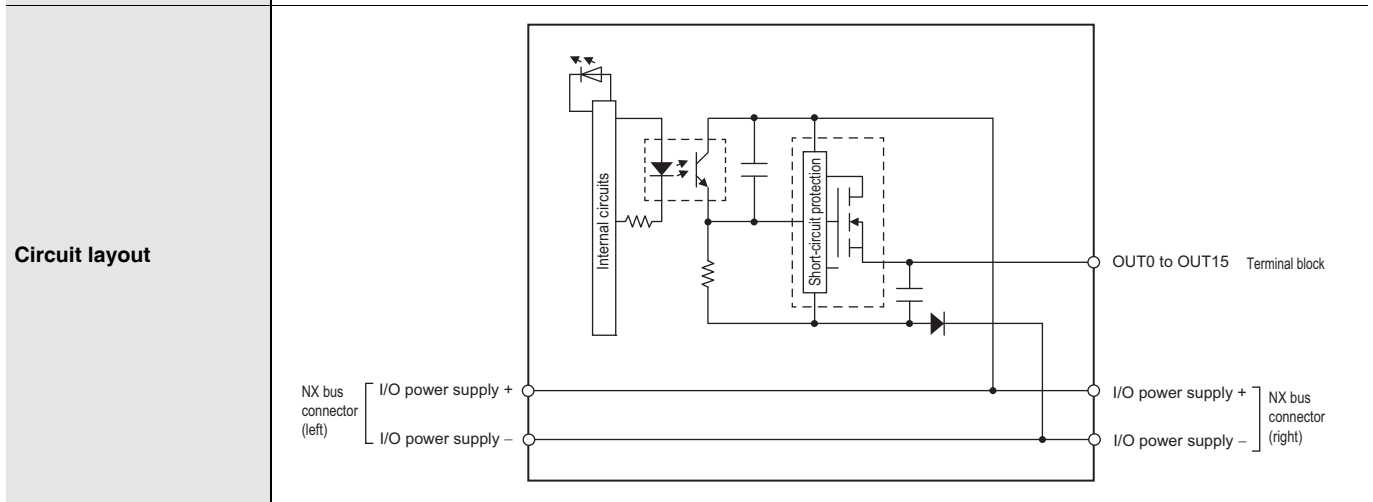 Circuit layout
Internal circuits
Short-circuit protection
OUT0 to OUT15 Terminal block
NX bus
connector
(left)
I/O power supply +
I/O power supply –
I/O power supply +
I/O power supply –
NX bus
connector
(right)